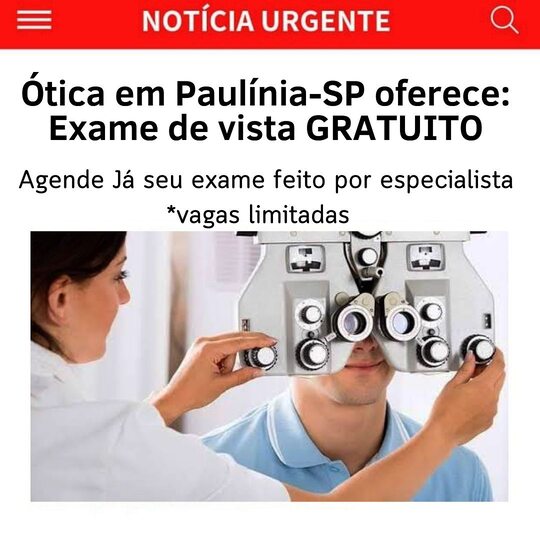 NOTÍCIA URGENTE
Ótica em Paulínia-SP oferece:
Exame de vista GRATUITO
Agende Já seu exame feito por especialista
*vagas limitadas